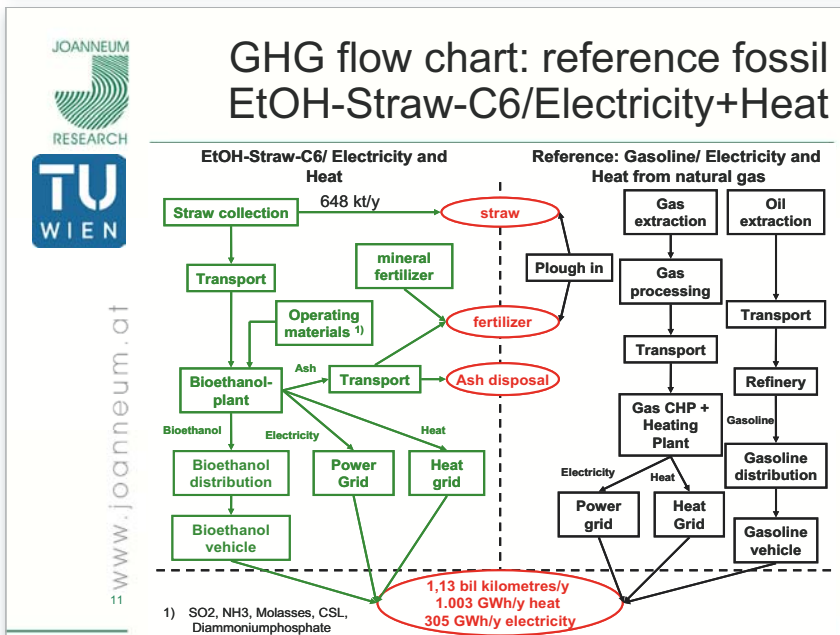 JOANNEUM
RESEARCH
TU
WIEN
www.joanneum.at
11
GHG flow chart: reference fossil
EtOH-Straw-C6/Electricity+Heat
EtOH-Straw-C6/ Electricity and
Heat
Straw collection
648 kt/y
straw
Transport
mineral
fertilizer
Operating
materials 1)
fertilizer
Ash
Bioethanol-
plant
Transport
Ash disposal
Bioethanol
Electricity
Heat
Bioethanol
distribution
Power
Grid
Heat
grid
Bioethanol
vehicle
Reference: Gasoline/ Electricity and
Heat from natural gas
Gas
extraction
Oil
extraction
Plough in
Gas
processing
Transport
Transport
Refinery
Gas CHP +
Heating
Plant
Gasoline
Electricity
Heat
Gasoline
distribution
Power
grid
Heat
Grid
Gasoline
vehicle
1,13 bil kilometres/y
1.003 GWh/y heat
305 GWh/y electricity
1) SO2, NH3, Molasses, CSL,
Diammoniumphosphate